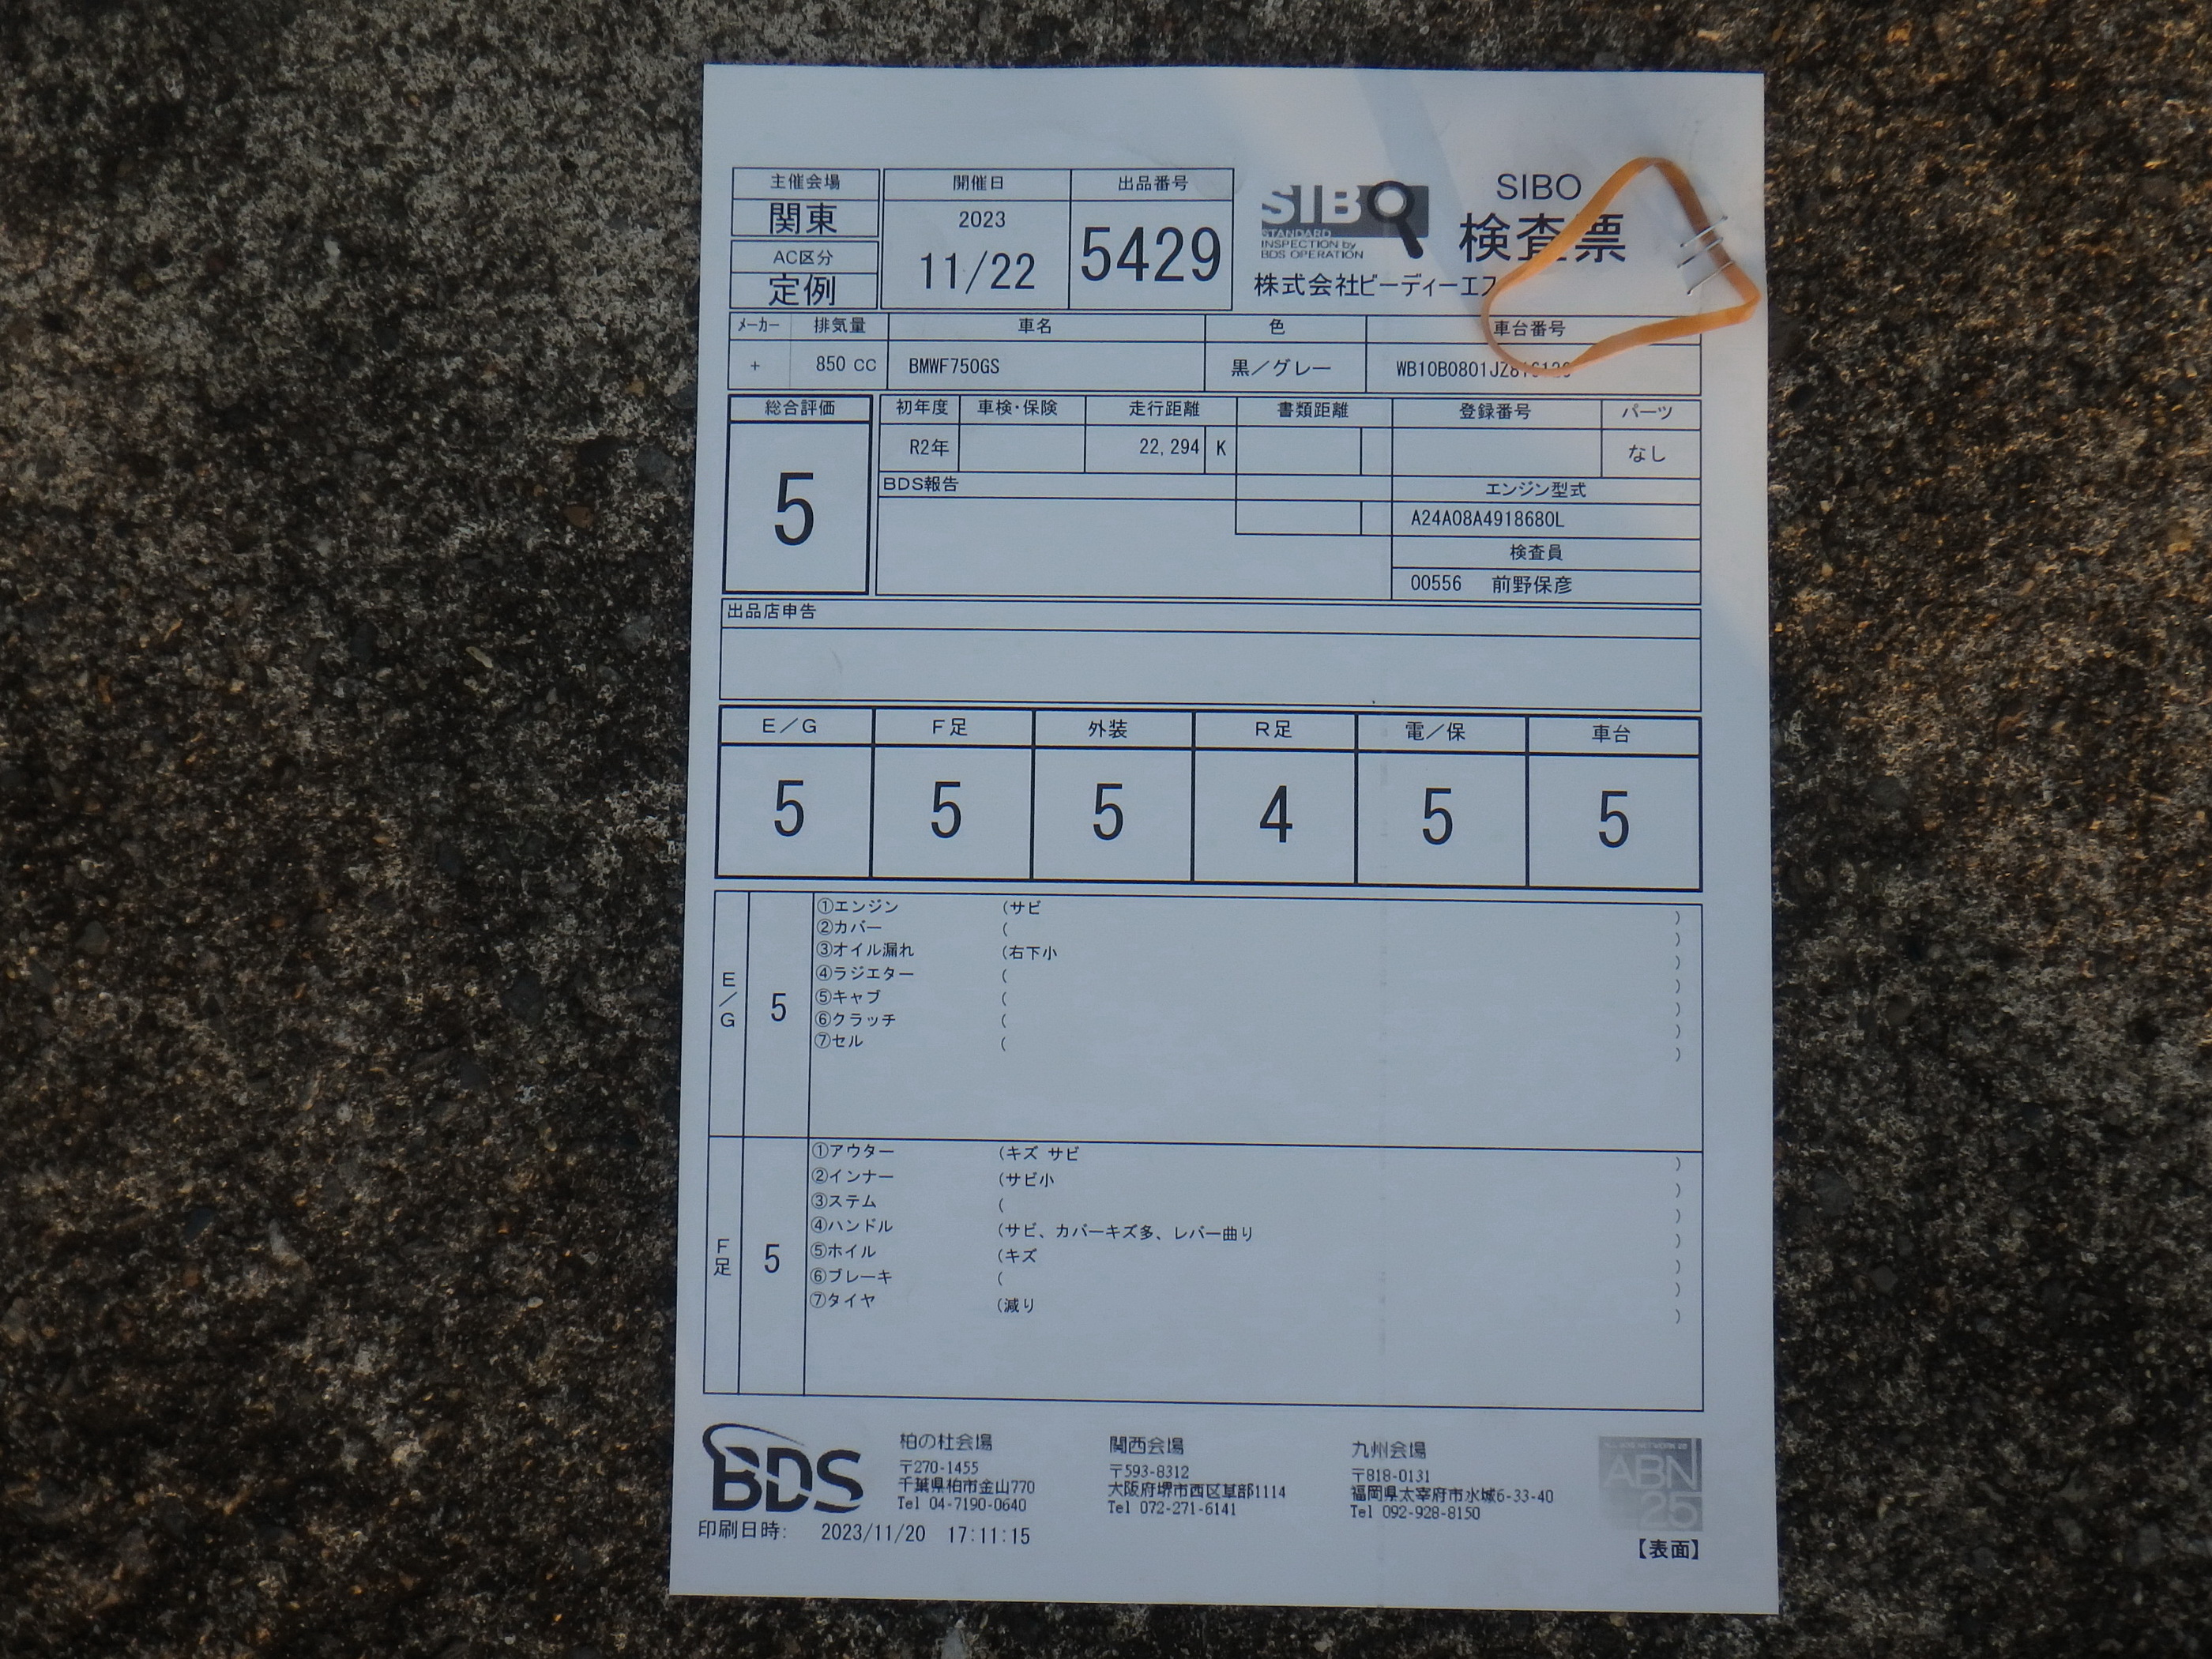 主催会場
関東
AC区分
定例
開催日
2023
11/22
出品番号
5429
SIBO
STANDARD
INSPECTION by
BDS OPERATION
SIBO
検査票
株式会社ビーディーエス
メーカー 排気量 車名 色 車台番号
+ 850 CC BMWF750GS 黒／グレー
総合評価 初年度 車検・保険 走行距離 書類距離 登録番号 パーツ
5
R2年 22,294 K なし
BDS報告
エンジン型式
A24A08A4918680L
検査員
00556 前野保彦
出品店申告
E／G F足 外装 R足 電／保 車台
5 5 5 4 5 5
E／G 5
①エンジン (サビ )
②カバー ( )
③オイル漏れ (右下小 )
④ラジエター ( )
⑤キャブ ( )
⑥クラッチ ( )
⑦セル ( )
F足 5
①アウター (キズ サビ )
②インナー (サビ小 )
③ステム ( )
④ハンドル (サビ、カバーキズ多、レバー曲り )
⑤ホイル (キズ )
⑥ブレーキ ( )
⑦タイヤ (減り )
BDS
柏の杜会場
〒270-1455
千葉県柏市金山770
Tel 04-7190-0640
関西会場
〒593-8312
大阪府堺市西区草部1114
Tel 072-271-6141
九州会場
〒818-0131
福岡県太宰府市水城6-33-40
Tel 092-928-8150
ABN
25
印刷日時: 2023/11/20 17:11:15
【表面】